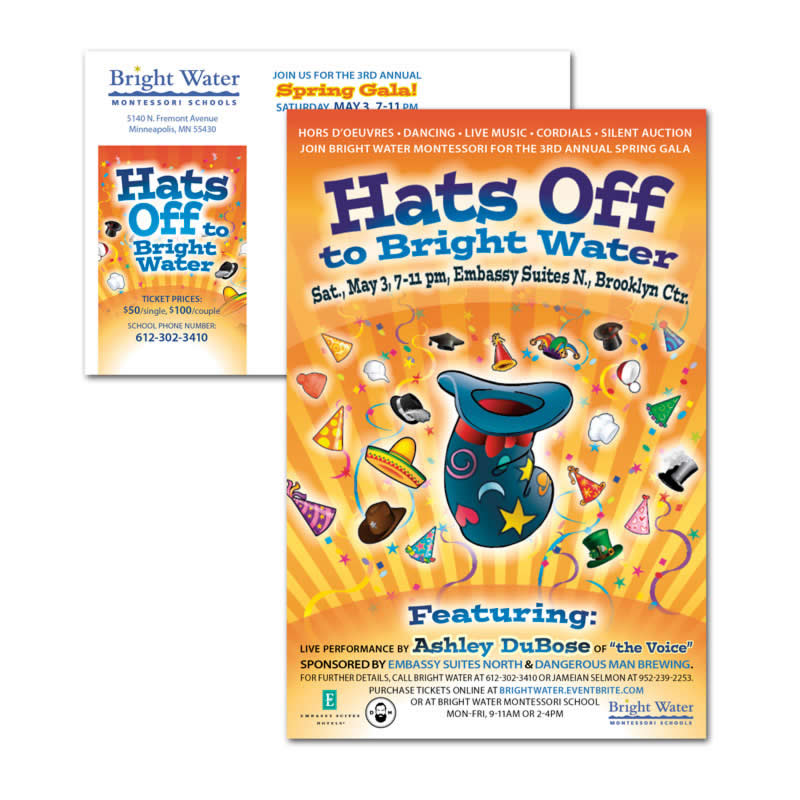 Bright Water
MONTESSORI SCHOOLS
5140 N. Fremont Avenue
Minneapolis, MN 55430
Hats
Off to
Bright
Water
TICKET PRICES:
$50/single, $100/couple
SCHOOL PHONE NUMBER:
612-302-3410
JOIN US FOR THE 3RD ANNUAL
Spring Gala!
SATURDAY, MAY 3, 7-11 PM
HORS D'OEUVRES • DANCING • LIVE MUSIC • CORDIALS • SILENT AUCTION
JOIN BRIGHT WATER MONTESSORI FOR THE 3RD ANNUAL SPRING GALA
Hats Off
to Bright Water
Sat., May 3, 7-11 pm, Embassy Suites N., Brooklyn Ctr.
Featuring:
LIVE PERFORMANCE BY Ashley DuBose OF "the Voice"
SPONSORED BY EMBASSY SUITES NORTH & DANGEROUS MAN BREWING.
FOR FURTHER DETAILS, CALL BRIGHT WATER AT 612-302-3410 OR JAMEIAN SELMON AT 952-239-2253.
PURCHASE TICKETS ONLINE AT BRIGHTWATER.EVENTBRITE.COM
OR AT BRIGHT WATER MONTESSORI SCHOOL
MON-FRI, 9-11AM OR 2-4PM
E
EMBASSY SUITES
HOTELS®
D M
Bright Water
MONTESSORI SCHOOLS